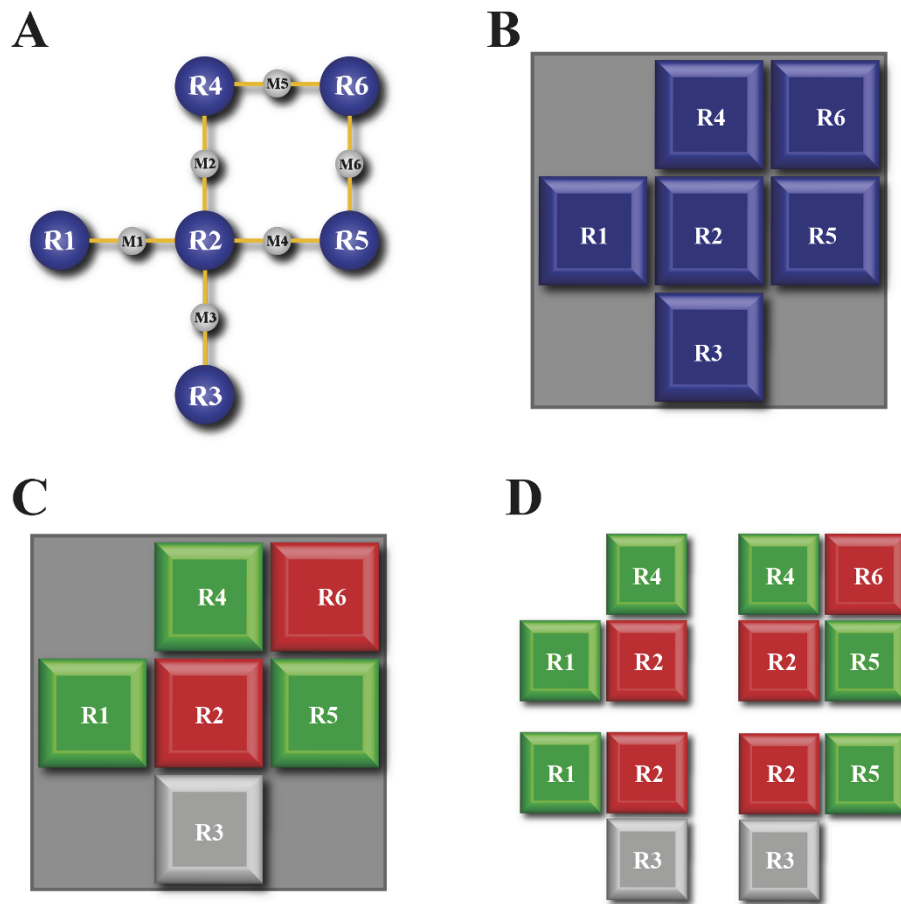 A
B
R4 M5 R6
M2 M6
R1 M1 R2 M4 R5
M3
R3
R4 R6
R1 R2 R5
R3
C
D
R4 R6
R1 R2 R5
R3
R4
R1 R2
R4 R6
R2 R5
R1 R2
R3
R2 R5
R3